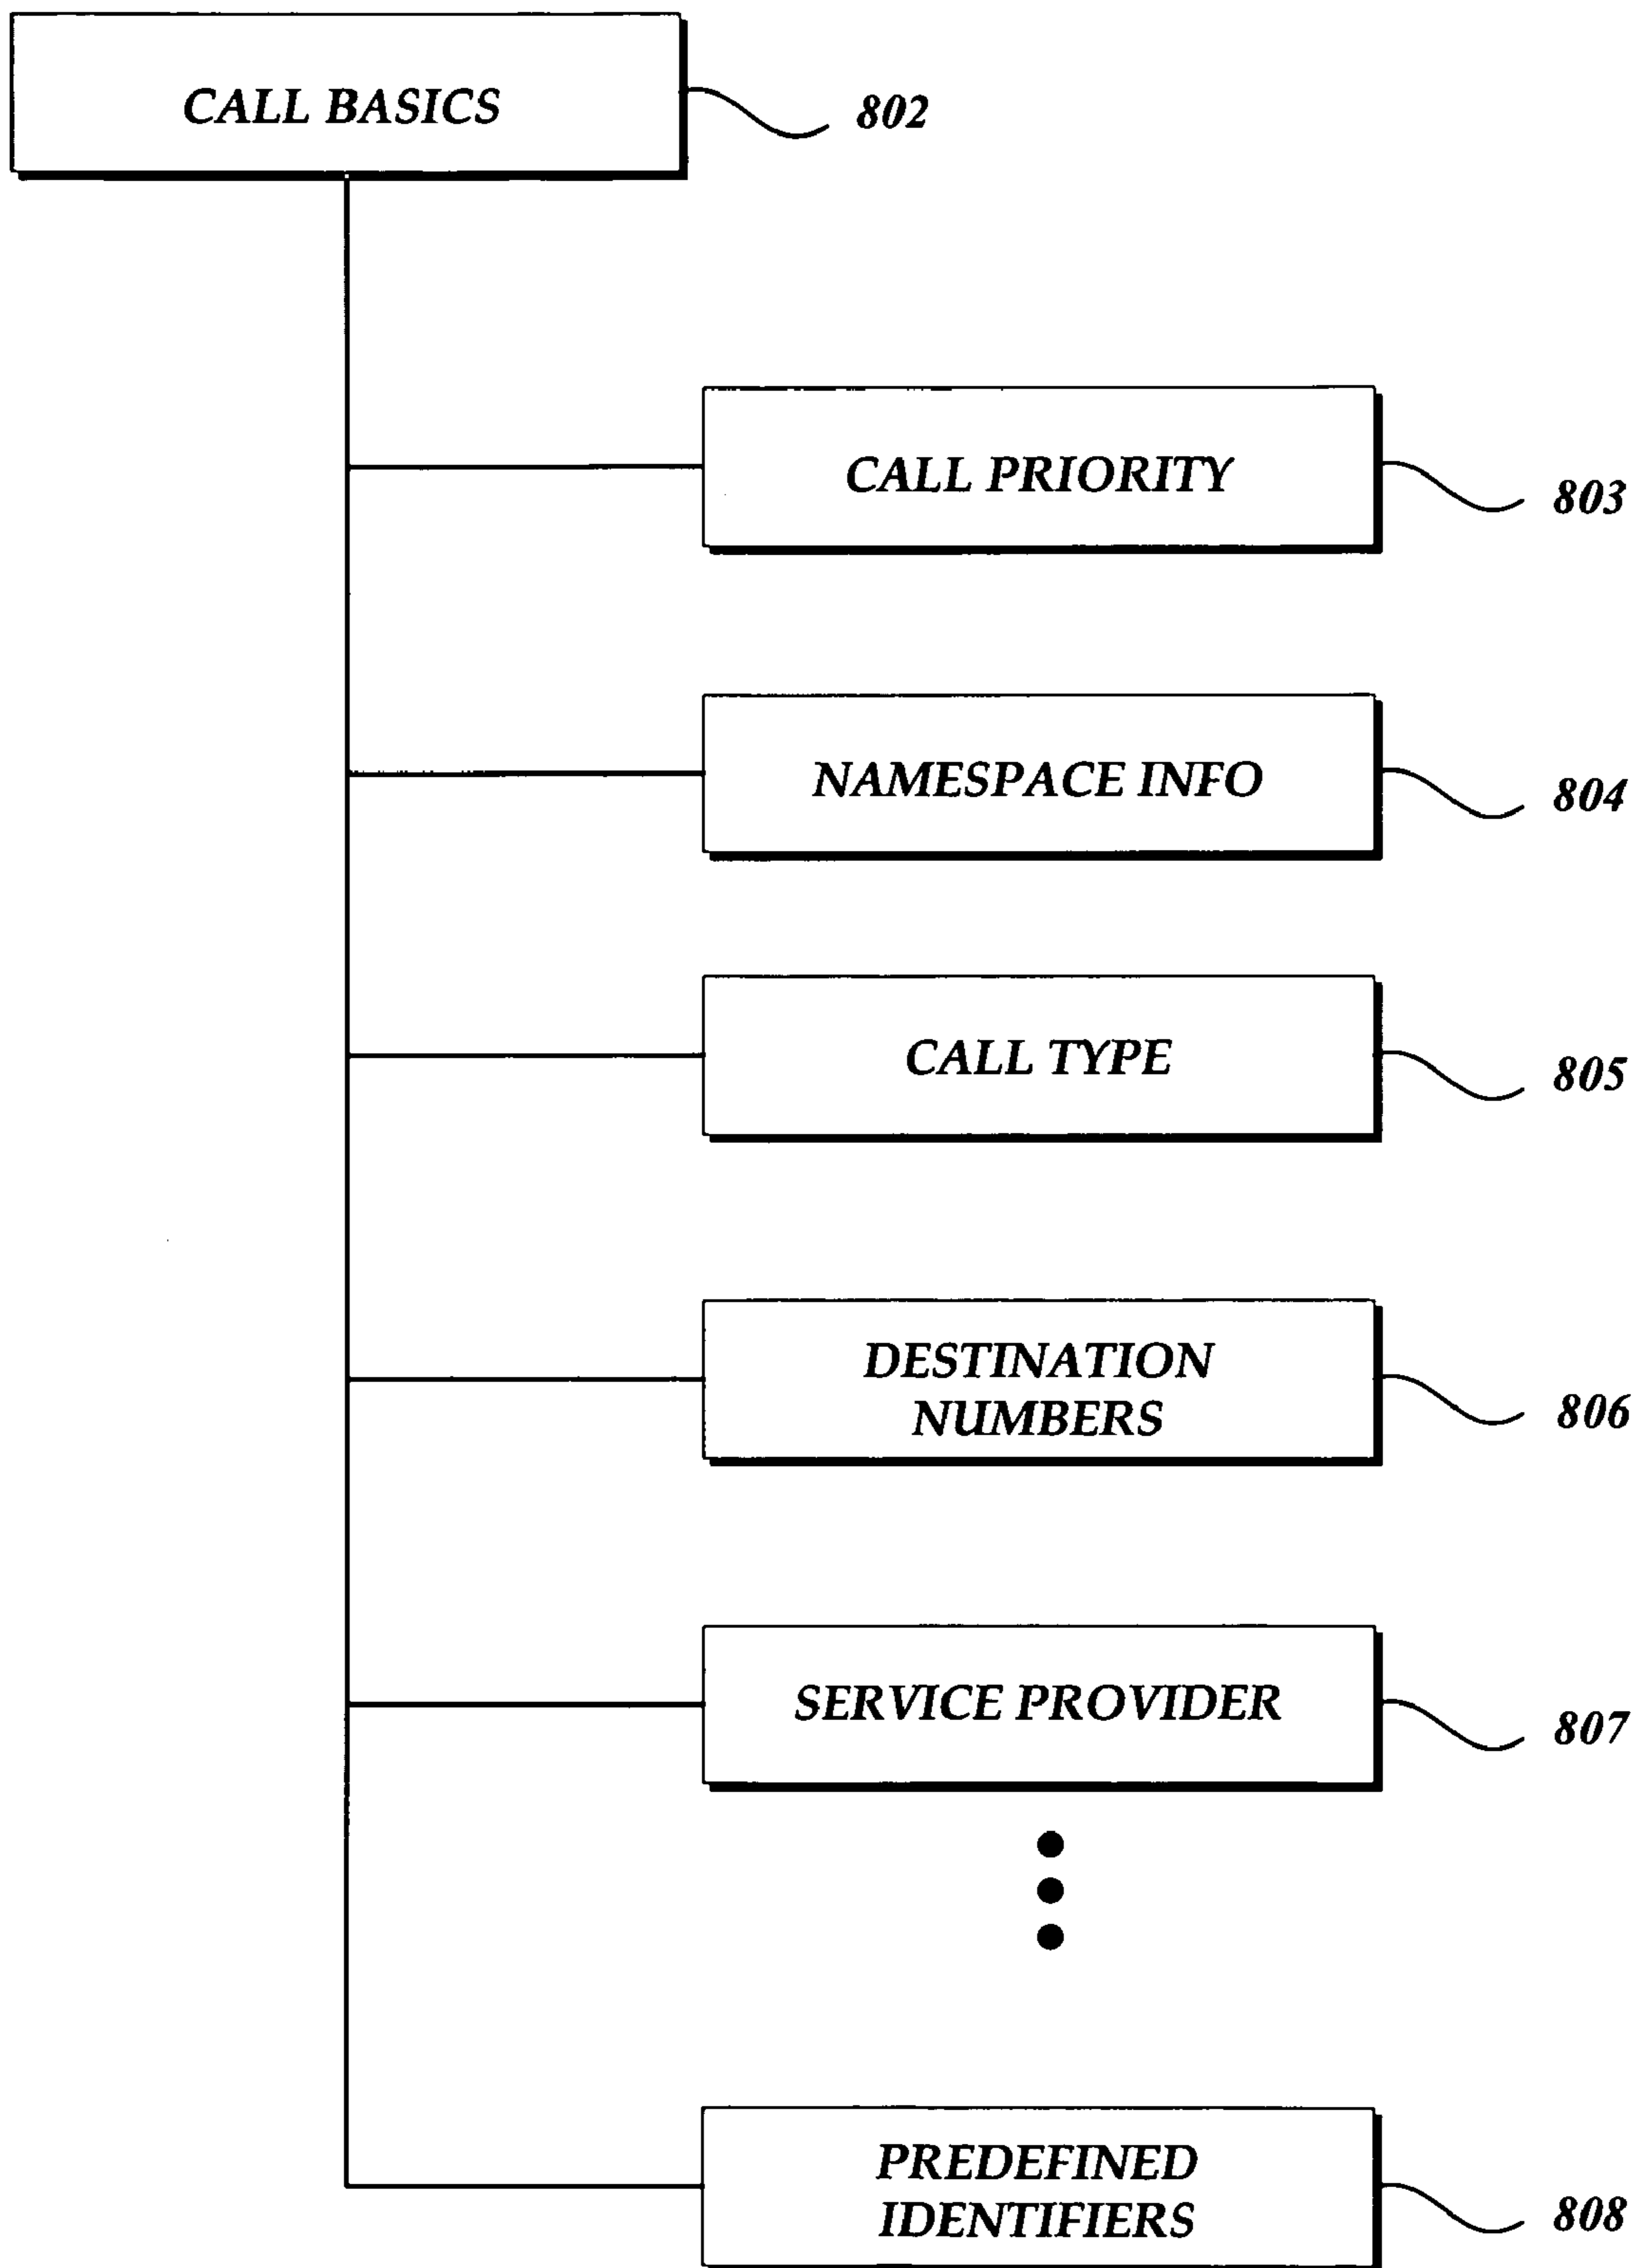 CALL BASICS
802
CALL PRIORITY
803
NAMESPACE INFO
804
CALL TYPE
805
DESTINATION
NUMBERS
806
SERVICE PROVIDER
807
PREDEFINED
IDENTIFIERS
808